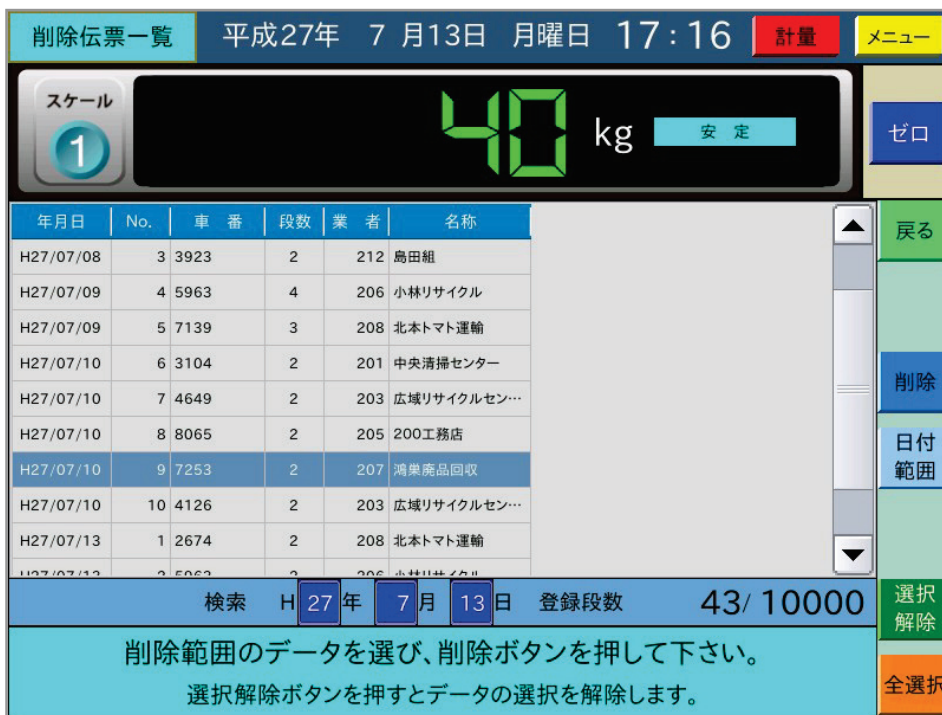 削除伝票一覧 平成27年 7月13日 月曜日 17:16 計量 メニュー
スケール
1
40 kg 安定 ゼロ
年月日 No. 車番 段数 業者 名称
戻る
H27/07/08 3 3923 2 212 島田組
H27/07/09 4 5963 4 206 小林リサイクル
H27/07/09 5 7139 3 208 北本トマト運輸
H27/07/10 6 3104 2 201 中央清掃センター
削除
H27/07/10 7 4649 2 203 広域リサイクルセン…
H27/07/10 8 8065 2 205 200工務店
日付
範囲
H27/07/10 9 7253 2 207 鴻巣廃品回収
H27/07/10 10 4126 2 203 広域リサイクルセン…
H27/07/13 1 2674 2 208 北本トマト運輸
検索 H27年 7月 13日 登録段数 43/10000
選択
解除
削除範囲のデータを選び、削除ボタンを押して下さい。
選択解除ボタンを押すとデータの選択を解除します。
全選択